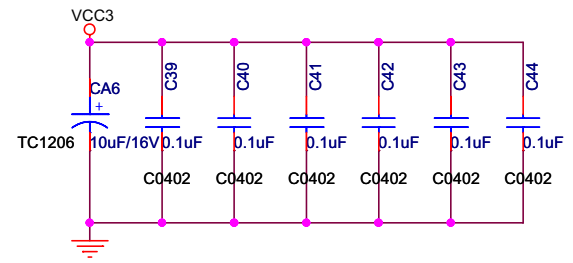 VCC3
C39
C40
C41
C42
C43
C44
CA6
+
TC1206 10uF/16V 0.1uF 0.1uF 0.1uF 0.1uF 0.1uF 0.1uF
C0402 C0402 C0402 C0402 C0402 C0402